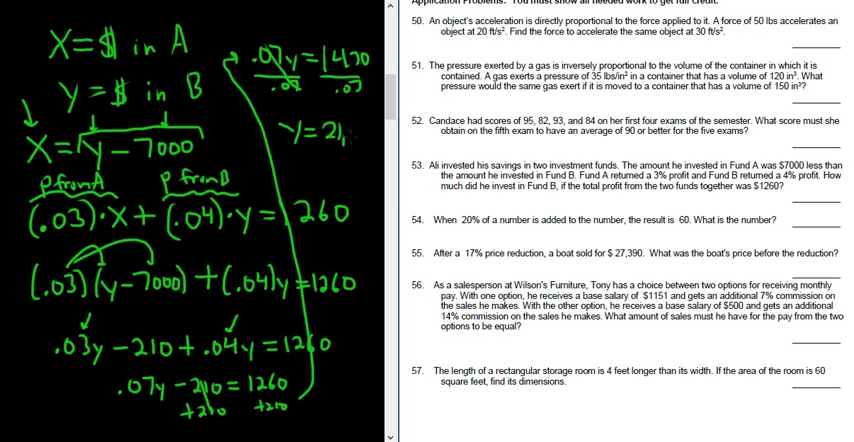 X = $ in A
y = $ in B
X = y - 7000
P from A P from B
(.03)·X + (.04)·y = 1260
(.03)(y - 7000) + (.04)y = 1260
.03y - 210 + .04y = 1260
.07y - 210 = 1260
+210 +210
.07y = 1470
.07 .07
y = 21,
Application Problems: You must show all needed work to get full credit.
50. An object's acceleration is directly proportional to the force applied to it. A force of 50 lbs accelerates an
object at 20 ft/s². Find the force to accelerate the same object at 30 ft/s².
51. The pressure exerted by a gas is inversely proportional to the volume of the container in which it is
contained. A gas exerts a pressure of 35 lbs/in² in a container that has a volume of 120 in³. What
pressure would the same gas exert if it is moved to a container that has a volume of 150 in³?
52. Candace had scores of 95, 82, 93, and 84 on her first four exams of the semester. What score must she
obtain on the fifth exam to have an average of 90 or better for the five exams?
53. Ali invested his savings in two investment funds. The amount he invested in Fund A was $7000 less than
the amount he invested in Fund B. Fund A returned a 3% profit and Fund B returned a 4% profit. How
much did he invest in Fund B, if the total profit from the two funds together was $1260?
54. When 20% of a number is added to the number, the result is 60. What is the number?
55. After a 17% price reduction, a boat sold for $ 27,390. What was the boat's price before the reduction?
56. As a salesperson at Wilson's Furniture, Tony has a choice between two options for receiving monthly
pay. With one option, he receives a base salary of $1151 and gets an additional 7% commission on
the sales he makes. With the other option, he receives a base salary of $500 and gets an additional
14% commission on the sales he makes. What amount of sales must he have for the pay from the two
options to be equal?
57. The length of a rectangular storage room is 4 feet longer than its width. If the area of the room is 60
square feet, find its dimensions.